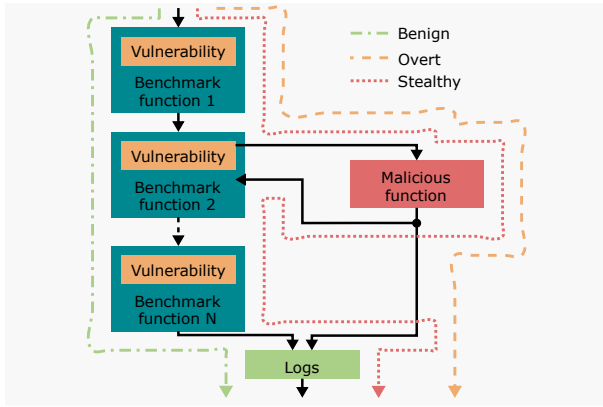 Benign
Overt
Stealthy
Vulnerability
Benchmark
function 1
Vulnerability
Benchmark
function 2
Malicious
function
Vulnerability
Benchmark
function N
Logs